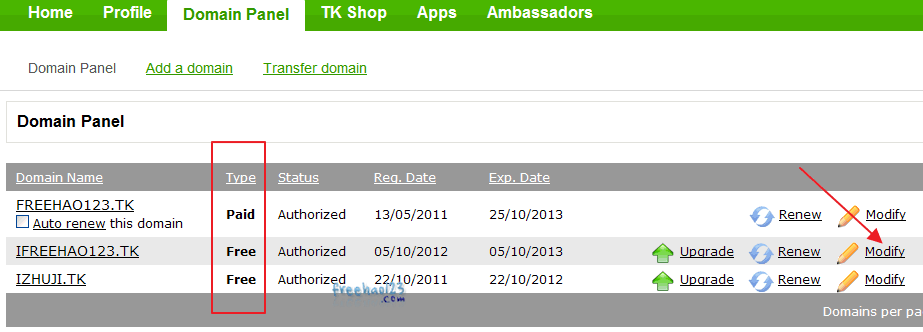 Home Profile Domain Panel TK Shop Apps Ambassadors
Domain Panel Add a domain Transfer domain
Domain Panel
Domain Name Type Status Reg. Date Exp. Date
FREEHAO123.TK Paid Authorized 13/05/2011 25/10/2013 Renew Modify
Auto renew this domain
IFREEHAO123.TK Free Authorized 05/10/2012 05/10/2013 Upgrade Renew Modify
IZHUJI.TK Free Authorized 22/10/2011 22/10/2012 Upgrade Renew Modify
freehao123
.com
Domains per pa